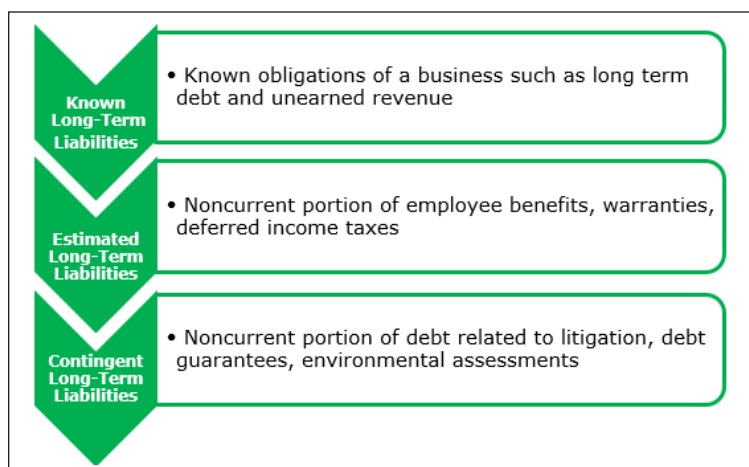 Known
Long-Term
Liabilities
• Known obligations of a business such as long term
debt and unearned revenue
Estimated
Long-Term
Liabilities
• Noncurrent portion of employee benefits, warranties,
deferred income taxes
Contingent
Long-Term
Liabilities
• Noncurrent portion of debt related to litigation, debt
guarantees, environmental assessments